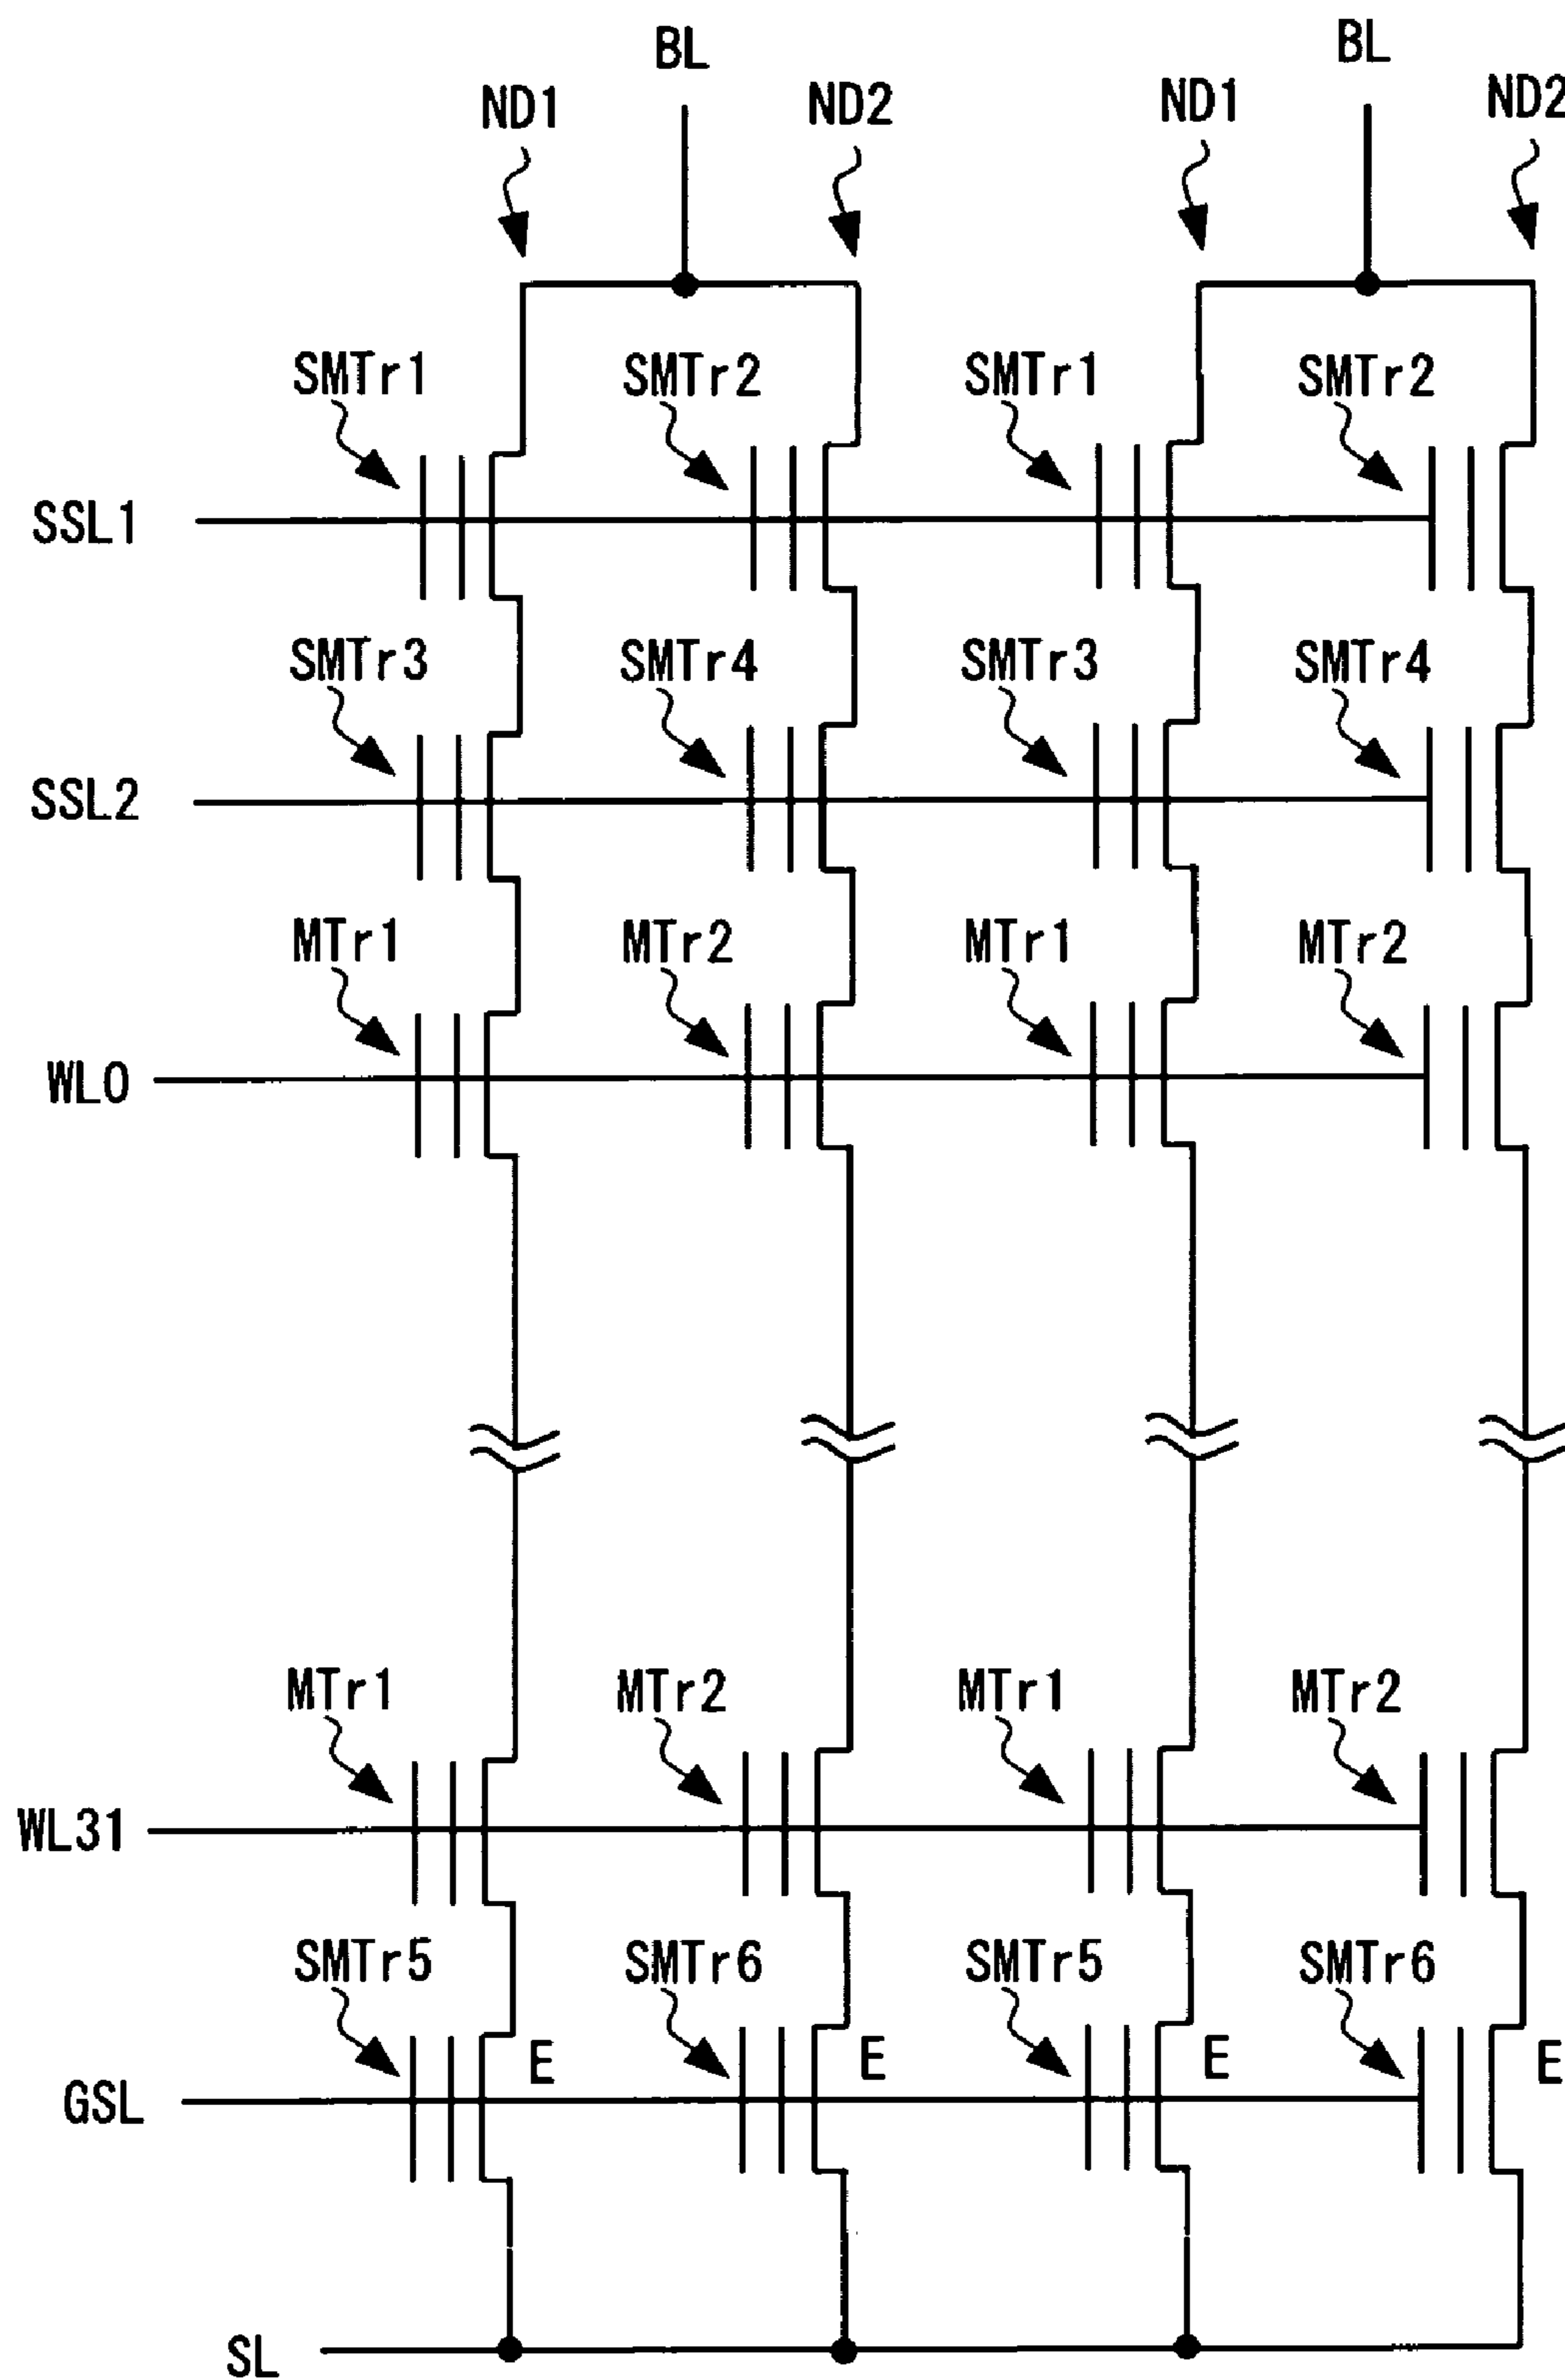 BL BL
ND1 ND2 ND1 ND2
SMTr1 SMTr2 SMTr1 SMTr2
SSL1
SMTr3 SMTr4 SMTr3 SMTr4
SSL2
MTr1 MTr2 MTr1 MTr2
WL0
MTr1 MTr2 MTr1 MTr2
WL31
SMTr5 SMTr6 SMTr5 SMTr6
E E E E
GSL
SL